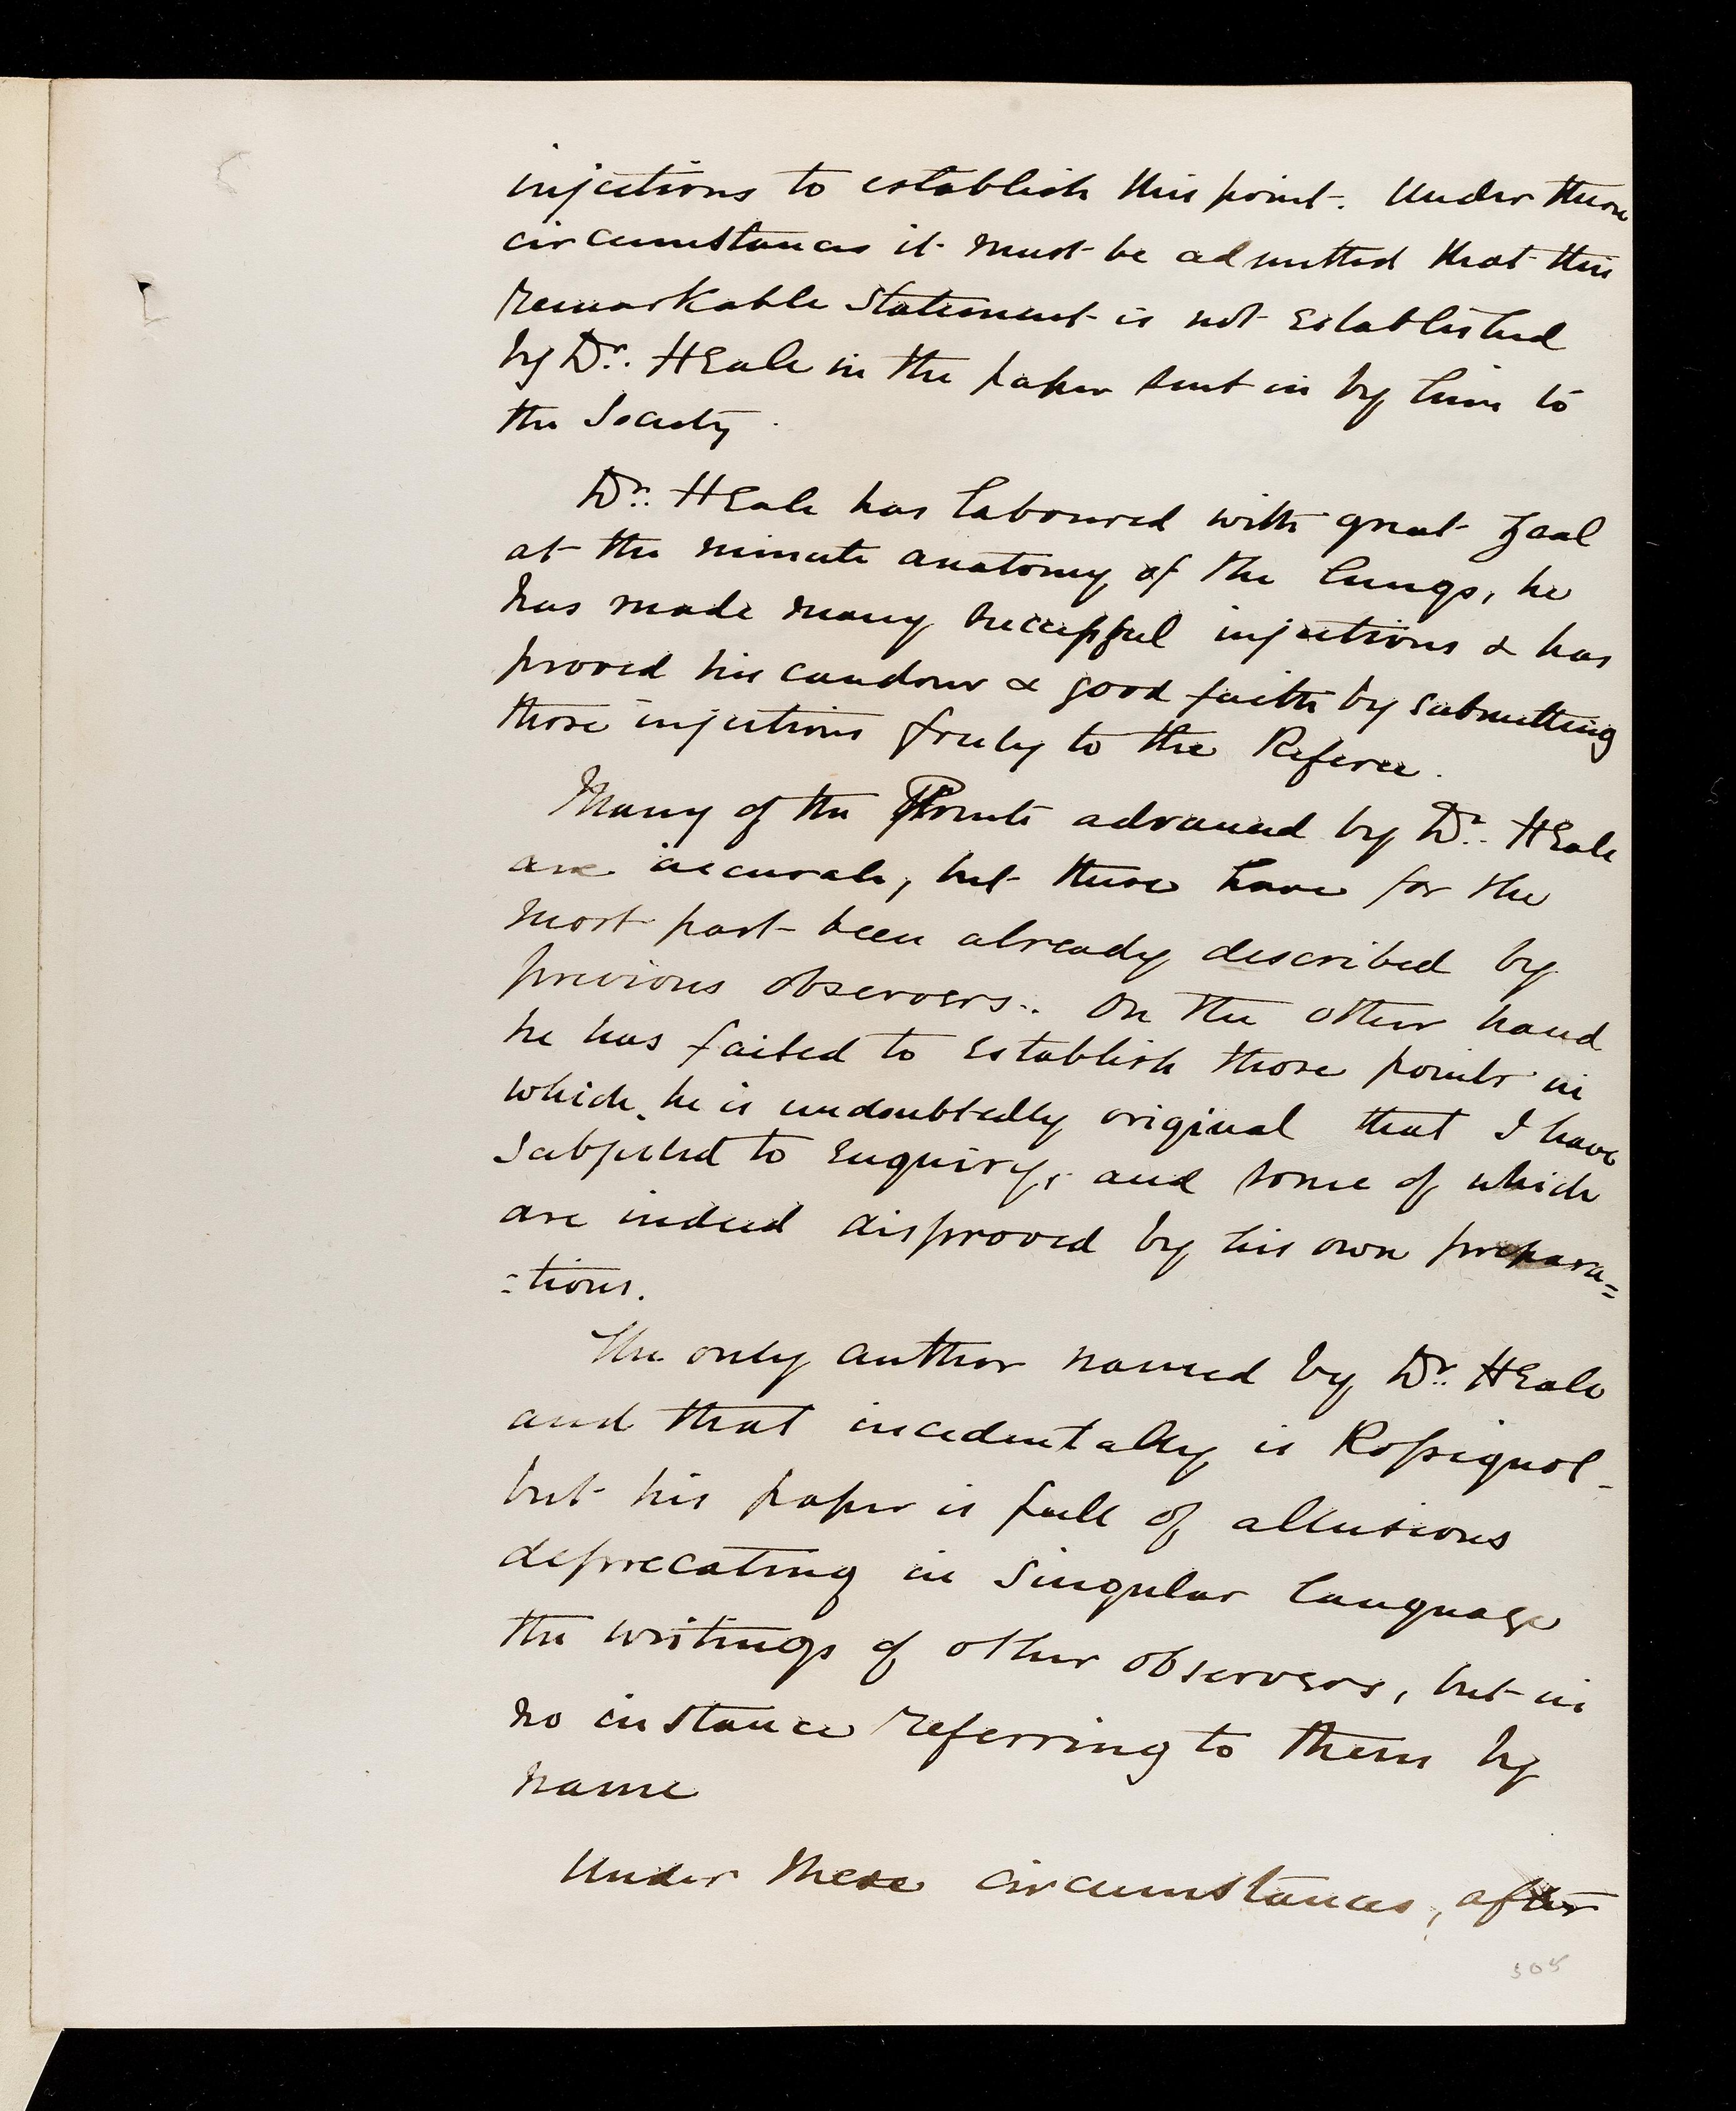 injections to establish this point. Under these
circumstances it must be admitted that this
remarkable statement is not established
by Dr. Heale in the paper sent in by him to
the Society.
Dr. Heale has laboured with great zeal
at the minute anatomy of the lungs, he
has made many successful injections & has
proved his candour & good faith by submitting
those injections freely to the Referee.
Many of the Points advanced by Dr. Heale
are accurate, but these have for the
most part been already described by
previous observers. On the other hand
he has failed to establish those points in
which he is undoubtedly original that I have
subjected to enquiry, and some of which
are indeed disproved by his own prepara=
=tions.
The only author named by Dr. Heale
and that incedentally is Rossignol -
but his paper is full of allusions
deprecating in singular language
the writings of other observers, but in
no instance referring to them by
name
Under these circumstances, after
305